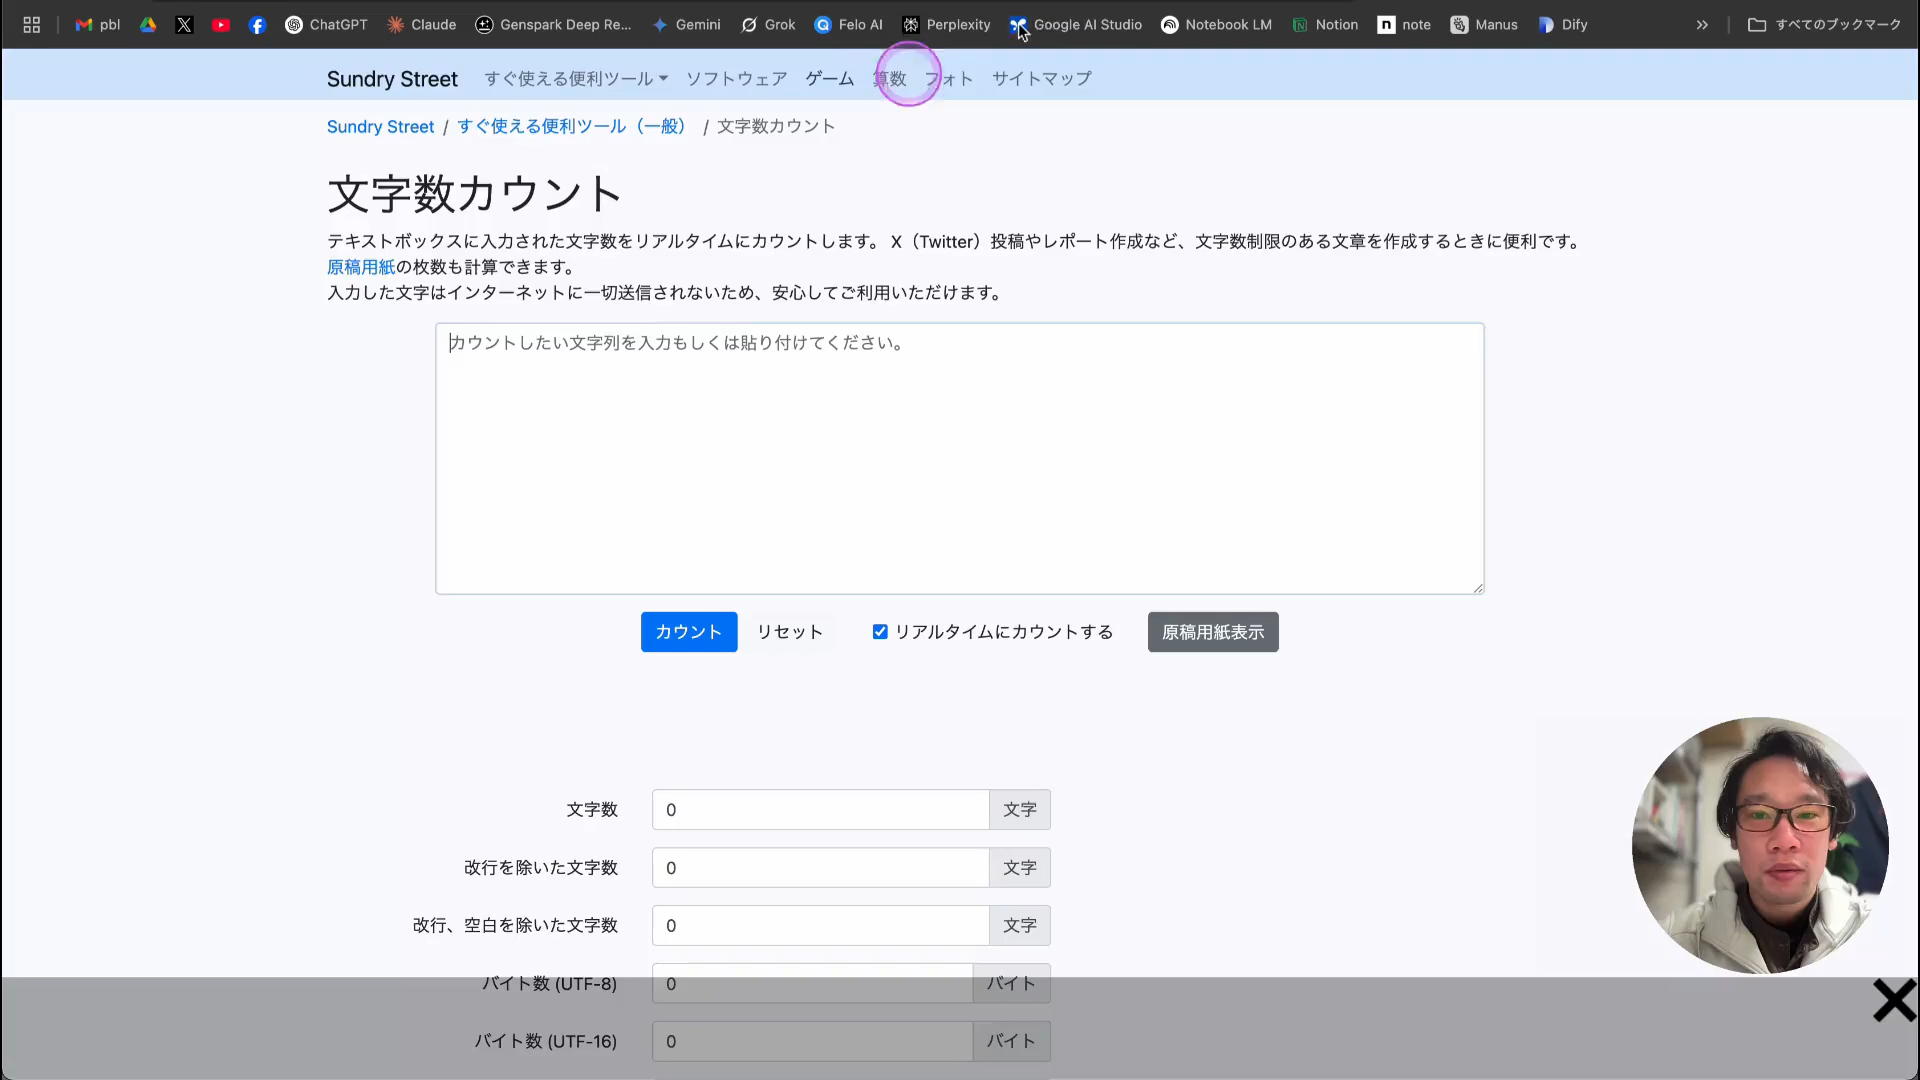 pbl ChatGPT Claude Genspark Deep Re... Gemini Grok Felo AI Perplexity Google AI Studio Notebook LM Notion note Manus Dify » すべてのブックマーク
Sundry Street すぐ使える便利ツール ソフトウェア ゲーム 算数 フォト サイトマップ
Sundry Street / すぐ使える便利ツール（一般） / 文字数カウント
文字数カウント
テキストボックスに入力された文字数をリアルタイムにカウントします。 X（Twitter）投稿やレポート作成など、文字数制限のある文章を作成するときに便利です。
原稿用紙の枚数も計算できます。
入力した文字はインターネットに一切送信されないため、安心してご利用いただけます。
カウントしたい文字列を入力もしくは貼り付けてください。
カウント リセット リアルタイムにカウントする 原稿用紙表示
文字数 0 文字
改行を除いた文字数 0 文字
改行、空白を除いた文字数 0 文字
バイト数 (UTF-8) 0 バイト
バイト数 (UTF-16) 0 バイト